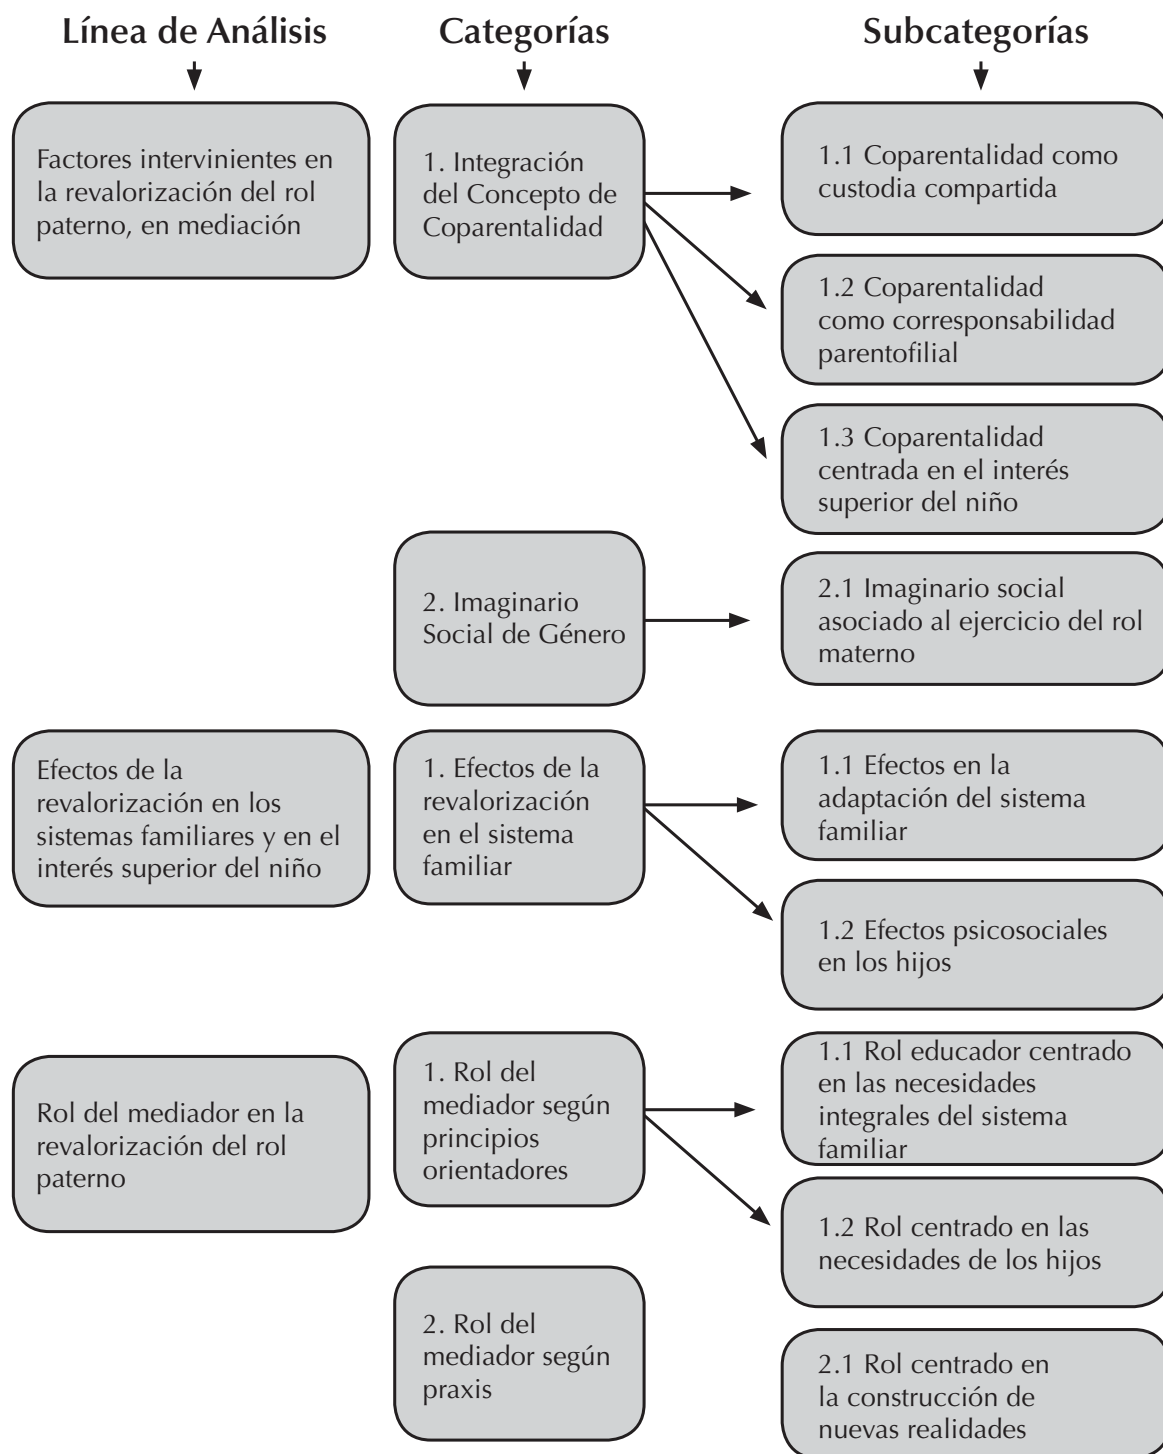 Línea de Análisis
Categorías
Subcategorías
Factores intervinientes en
la revalorización del rol
paterno, en mediación
1. Integración
del Concepto de
Coparentalidad
1.1 Coparentalidad como
custodia compartida
1.2 Coparentalidad
como corresponsabilidad
parentofilial
1.3 Coparentalidad
centrada en el interés
superior del niño
2. Imaginario
Social de Género
2.1 Imaginario social
asociado al ejercicio del rol
materno
Efectos de la
revalorización en los
sistemas familiares y en el
interés superior del niño
1. Efectos de la
revalorización
en el sistema
familiar
1.1 Efectos en la
adaptación del sistema
familiar
1.2 Efectos psicosociales
en los hijos
Rol del mediador en la
revalorización del rol
paterno
1. Rol del
mediador según
principios
orientadores
1.1 Rol educador centrado
en las necesidades
integrales del sistema
familiar
1.2 Rol centrado en las
necesidades de los hijos
2. Rol del
mediador según
praxis
2.1 Rol centrado en
la construcción de
nuevas realidades